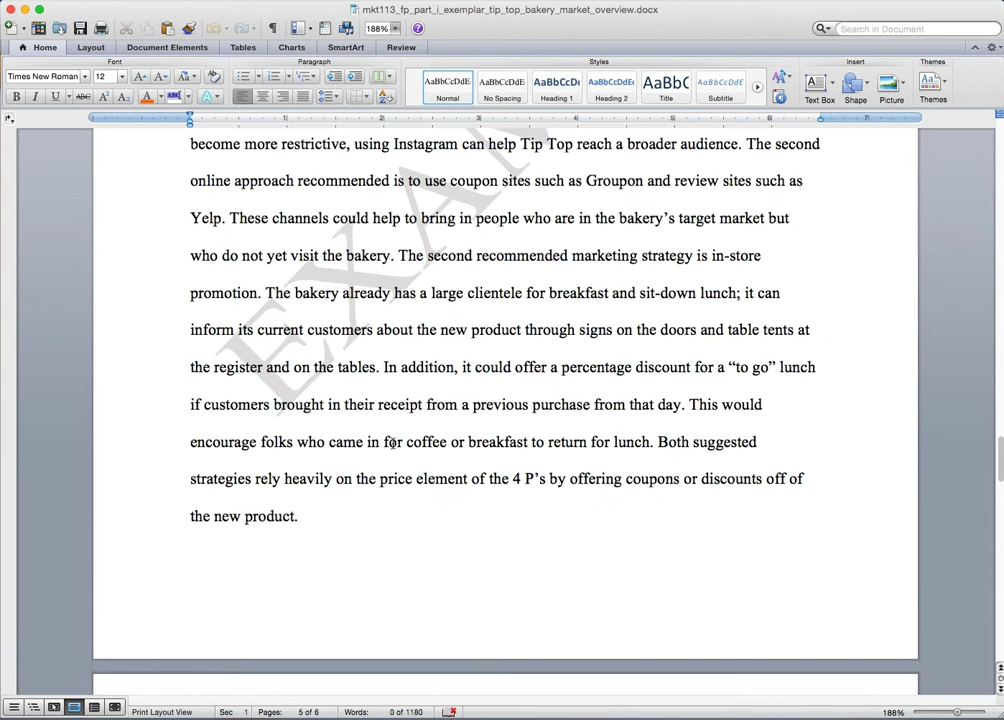 mkt113_fp_part_i_exemplar_tip_top_bakery_market_overview.docx
188%
Search in Document
Home Layout Document Elements Tables Charts SmartArt Review
Font Paragraph Styles Insert Themes
Times New Roman 12
AaBbCcDdE AaBbCcDdE AaBbCcDc AaBbCcDdEe AaBbC AaBbCcDdEe
Normal No Spacing Heading 1 Heading 2 Title Subtitle Text Box Shape Picture Themes
1 2 3 4 5 6 7
become more restrictive, using Instagram can help Tip Top reach a broader audience. The second
online approach recommended is to use coupon sites such as Groupon and review sites such as
Yelp. These channels could help to bring in people who are in the bakery’s target market but
who do not yet visit the bakery. The second recommended marketing strategy is in-store
promotion. The bakery already has a large clientele for breakfast and sit-down lunch; it can
inform its current customers about the new product through signs on the doors and table tents at
the register and on the tables. In addition, it could offer a percentage discount for a “to go” lunch
if customers brought in their receipt from a previous purchase from that day. This would
encourage folks who came in for coffee or breakfast to return for lunch. Both suggested
strategies rely heavily on the price element of the 4 P’s by offering coupons or discounts off of
the new product.
EXAM
Print Layout View Sec 1 Pages: 5 of 6 Words: 0 of 1180 188%